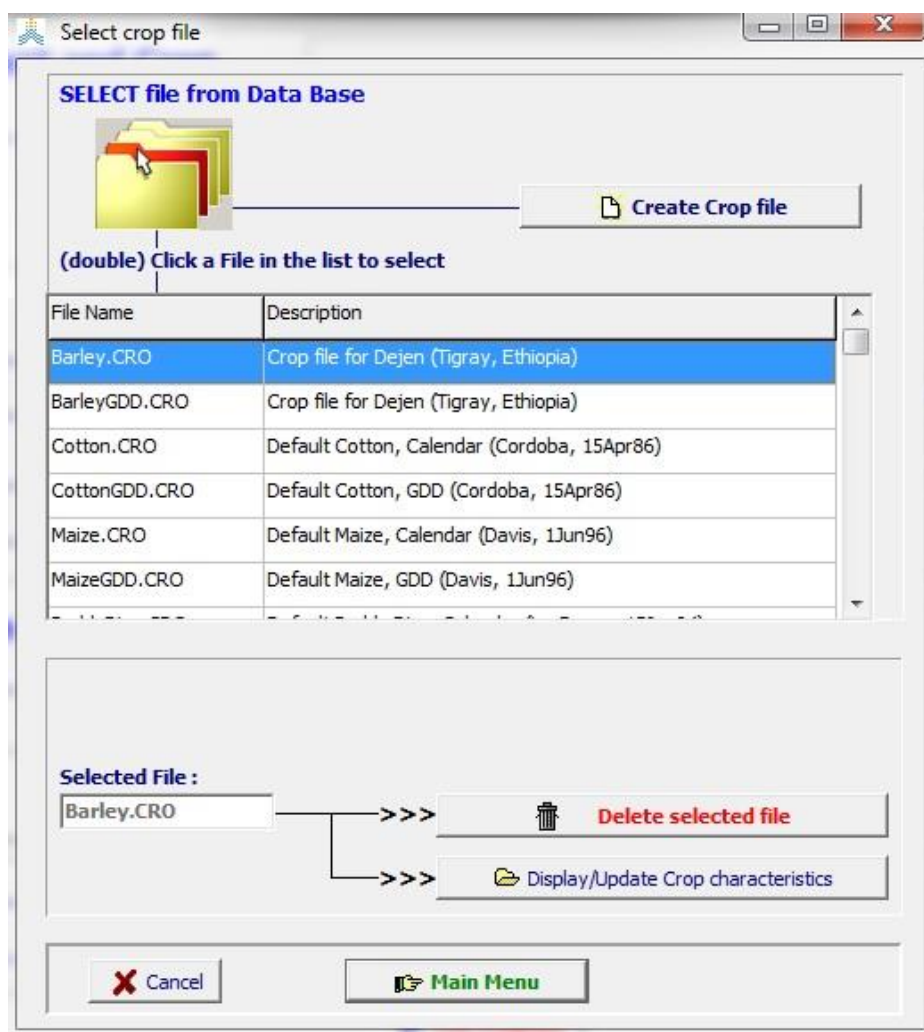 Select crop file
SELECT file from Data Base
Create Crop file
(double) Click a File in the list to select
File Name Description
Barley.CRO Crop file for Dejen (Tigray, Ethiopia)
BarleyGDD.CRO Crop file for Dejen (Tigray, Ethiopia)
Cotton.CRO Default Cotton, Calendar (Cordoba, 15Apr86)
CottonGDD.CRO Default Cotton, GDD (Cordoba, 15Apr86)
Maize.CRO Default Maize, Calendar (Davis, 1Jun96)
MaizeGDD.CRO Default Maize, GDD (Davis, 1Jun96)
Selected File :
Barley.CRO >>> Delete selected file
>>> Display/Update Crop characteristics
Cancel Main Menu